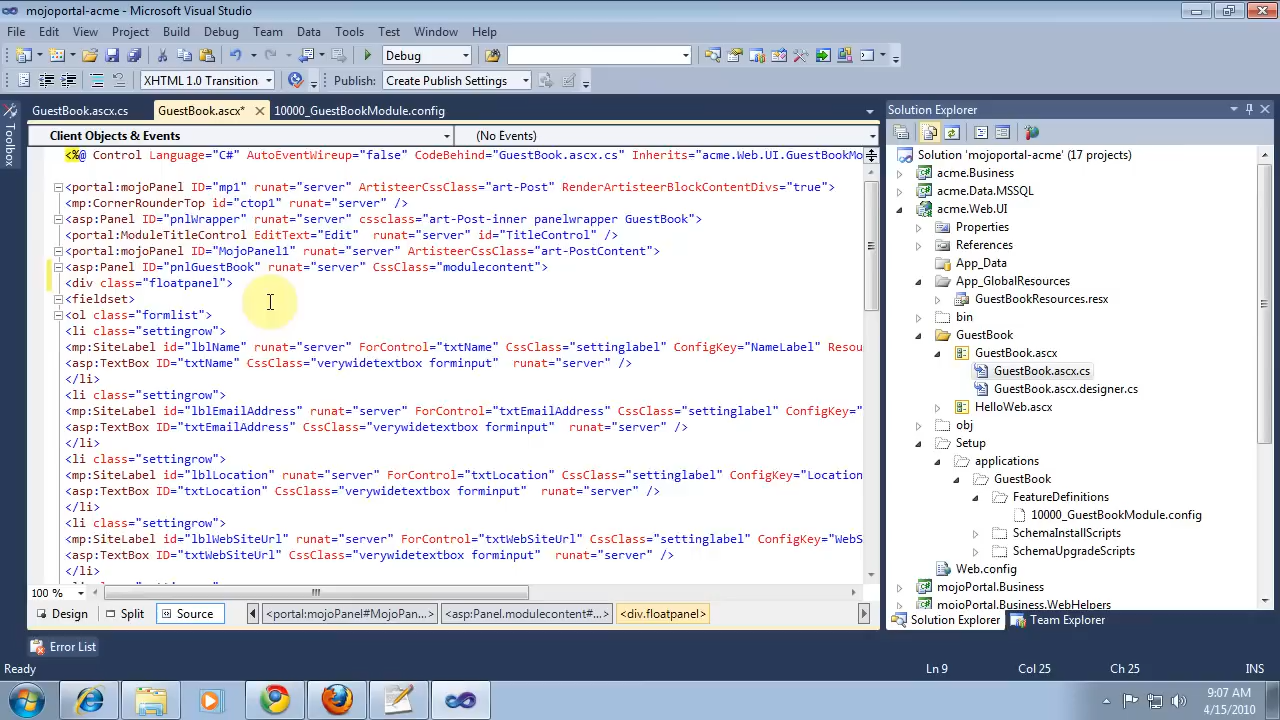 mojoportal-acme - Microsoft Visual Studio
File Edit View Project Build Debug Team Data Tools Test Window Help
Debug
XHTML 1.0 Transition Publish: Create Publish Settings
GuestBook.ascx.cs GuestBook.ascx* 10000_GuestBookModule.config
Client Objects & Events (No Events)
Toolbox
<%@ Control Language="C#" AutoEventWireup="false" CodeBehind="GuestBook.ascx.cs" Inherits="acme.Web.UI.GuestBookMo
<portal:mojoPanel ID="mp1" runat="server" ArtisteerCssClass="art-Post" RenderArtisteerBlockContentDivs="true">
<mp:CornerRounderTop id="ctop1" runat="server" />
<asp:Panel ID="pnlWrapper" runat="server" cssclass="art-Post-inner panelwrapper GuestBook">
<portal:ModuleTitleControl EditText="Edit" runat="server" id="TitleControl" />
<portal:mojoPanel ID="MojoPanel1" runat="server" ArtisteerCssClass="art-PostContent">
<asp:Panel ID="pnlGuestBook" runat="server" CssClass="modulecontent">
<div class="floatpanel">
<fieldset>
<ol class="formlist">
<li class="settingrow">
<mp:SiteLabel id="lblName" runat="server" ForControl="txtName" CssClass="settinglabel" ConfigKey="NameLabel" Resou
<asp:TextBox ID="txtName" CssClass="verywidetextbox forminput" runat="server" />
</li>
<li class="settingrow">
<mp:SiteLabel id="lblEmailAddress" runat="server" ForControl="txtEmailAddress" CssClass="settinglabel" ConfigKey="
<asp:TextBox ID="txtEmailAddress" CssClass="verywidetextbox forminput" runat="server" />
</li>
<li class="settingrow">
<mp:SiteLabel id="lblLocation" runat="server" ForControl="txtLocation" CssClass="settinglabel" ConfigKey="Location
<asp:TextBox ID="txtLocation" CssClass="verywidetextbox forminput" runat="server" />
</li>
<li class="settingrow">
<mp:SiteLabel id="lblWebSiteUrl" runat="server" ForControl="txtWebSiteUrl" CssClass="settinglabel" ConfigKey="WebS
<asp:TextBox ID="txtWebSiteUrl" CssClass="verywidetextbox forminput" runat="server" />
</li>
100 %
Design Split Source <portal:mojoPanel#MojoPan...> <asp:Panel.modulecontent#...> <div.floatpanel>
Solution Explorer
Solution 'mojoportal-acme' (17 projects)
acme.Business
acme.Data.MSSQL
acme.Web.UI
Properties
References
App_Data
App_GlobalResources
GuestBookResources.resx
bin
GuestBook
GuestBook.ascx
GuestBook.ascx.cs
GuestBook.ascx.designer.cs
HelloWeb.ascx
obj
Setup
applications
GuestBook
FeatureDefinitions
10000_GuestBookModule.config
SchemaInstallScripts
SchemaUpgradeScripts
Web.config
mojoPortal.Business
mojoPortal.Business.WebHelpers
Solution Explorer Team Explorer
Error List
Ready Ln 9 Col 25 Ch 25 INS
9:07 AM
4/15/2010